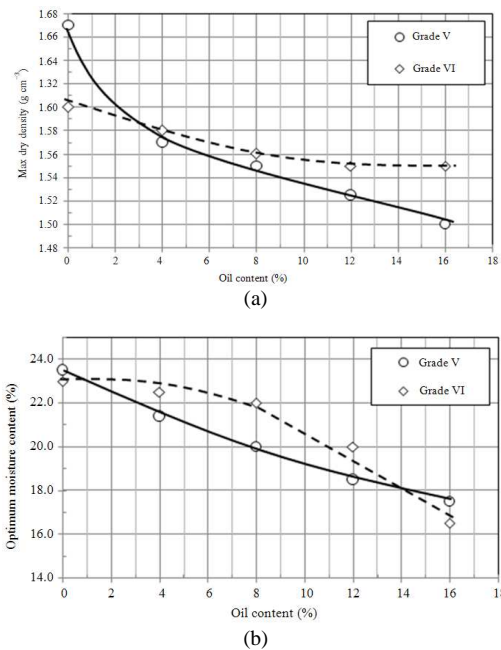 1.68
1.66
1.64
1.32
1.60
1.58
1.56
1.54
1.52
1.50
1.48
Max dry density (g cm⁻³)
Grade V
Grade VI
0 2 4 6 8 10 12 14 16 18
Oil content (%)
(a)
24.0
22.0
20.0
18.0
16.0
14.0
Optimum moisture content (%)
Grade V
Grade VI
0 2 4 6 8 10 12 14 16 18
Oil content (%)
(b)